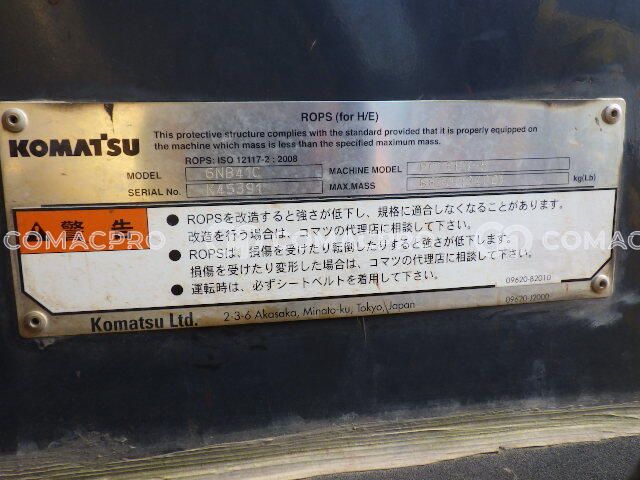 ROPS (for H/E)
KOMATSU
This protective structure complies with the standard provided that it is properly equipped on
the machine which mass is less than the specified maximum mass.
ROPS: ISO 12117-2 : 2008
MODEL 6NB41C MACHINE MODEL
SERIAL No. K45391 MAX.MASS kg(Lb)
警告
● ROPSを改造すると強さが低下し、規格に適合しなくなることがあります。
改造を行う場合は、コマツの代理店に相談して下さい。
● ROPSは、損傷を受けたり転倒したりすると強さが低下します。
損傷を受けたり変形した場合は、コマツの代理店に相談して下さい。
● 運転時は、必ずシートベルトを着用して下さい。
09620-B2010
09620-J2000
Komatsu Ltd. 2-3-6 Akasaka, Minato-ku, Tokyo, Japan
COMACPRO
COMACPRO